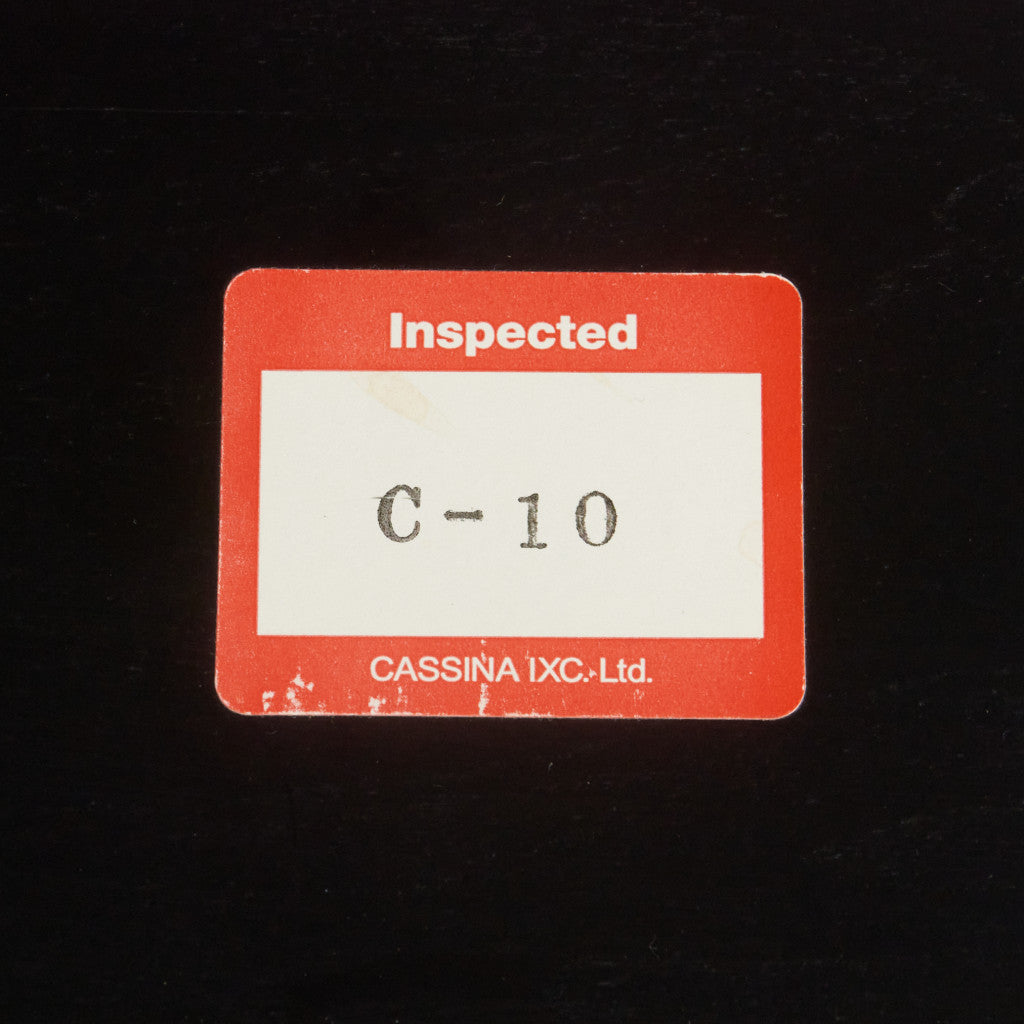 Inspected
C-10
CASSINA IXC. Ltd.